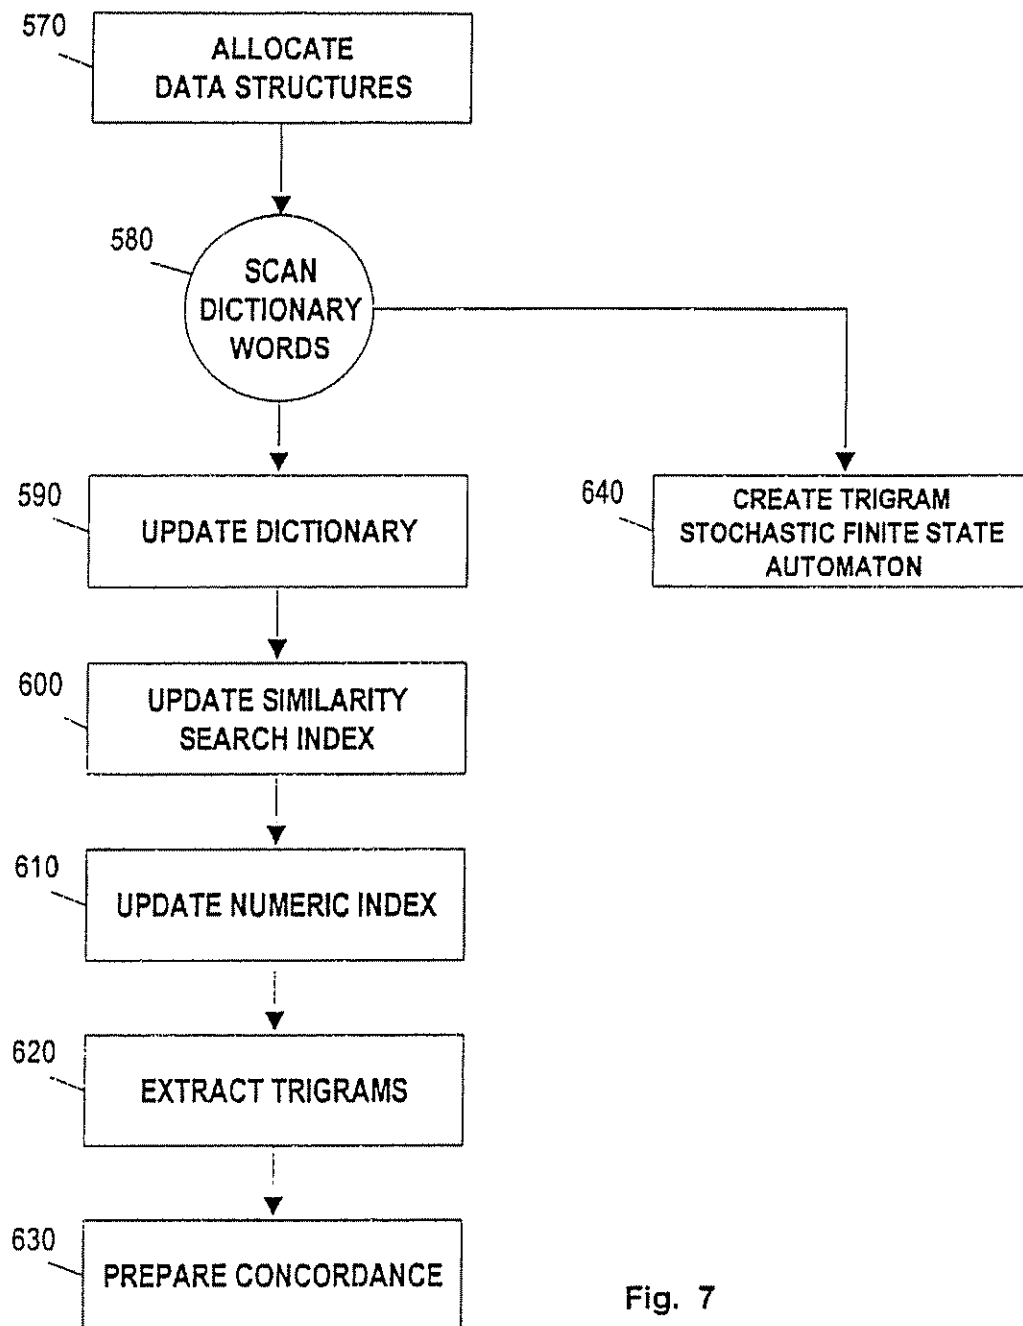 570
ALLOCATE
DATA STRUCTURES
580
SCAN
DICTIONARY
WORDS
590
UPDATE DICTIONARY
640
CREATE TRIGRAM
STOCHASTIC FINITE STATE
AUTOMATON
600
UPDATE SIMILARITY
SEARCH INDEX
610
UPDATE NUMERIC INDEX
620
EXTRACT TRIGRAMS
630
PREPARE CONCORDANCE
Fig. 7